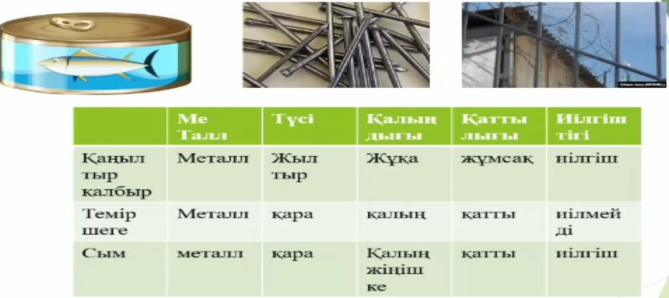 Ме Талл Түсі Қалың дығы Қатты лығы Иілгіш тігі
Қаңыл тыр қалбыр Металл Жыл тыр Жұқа жұмсақ иілгіш
Темір шеге Металл қара қалың қатты иілмей ді
Сым металл қара Қалың жіңіш ке қатты иілгіш